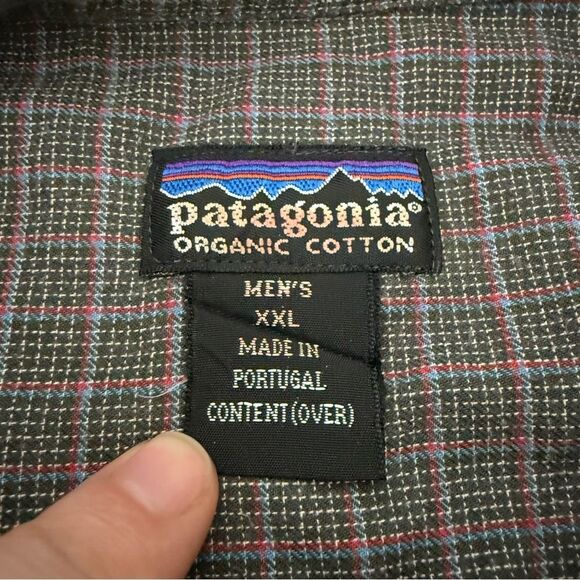 patagonia®
ORGANIC COTTON
MEN'S
XXL
MADE IN
PORTUGAL
CONTENT(OVER)